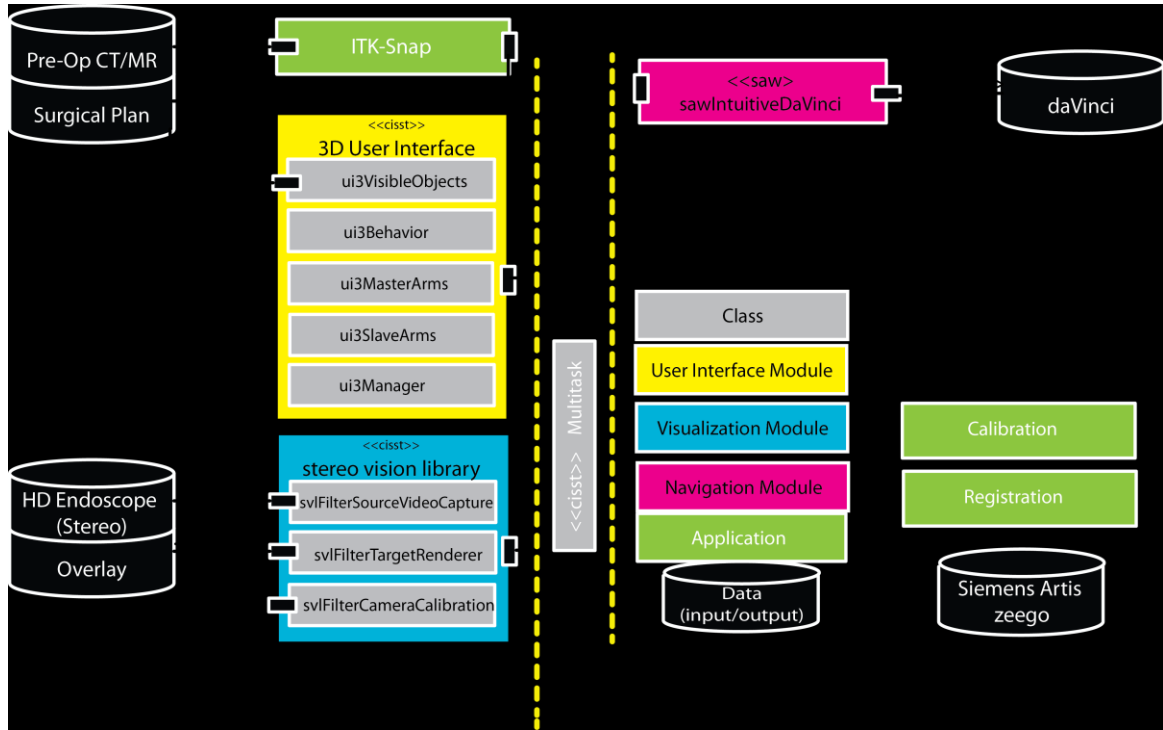 Pre-Op CT/MR
Surgical Plan
ITK-Snap
<<saw>>
sawIntuitiveDaVinci
daVinci
<<cisst>>
3D User Interface
ui3VisibleObjects
ui3Behavior
ui3MasterArms
ui3SlaveArms
ui3Manager
<<cisst>>
stereo vision library
svlFilterSourceVideoCapture
svlFilterTargetRenderer
svlFilterCameraCalibration
HD Endoscope
(Stereo)
Overlay
<<cisst>> Multitask
Class
User Interface Module
Visualization Module
Navigation Module
Application
Data
(input/output)
Calibration
Registration
Siemens Artis
zeego